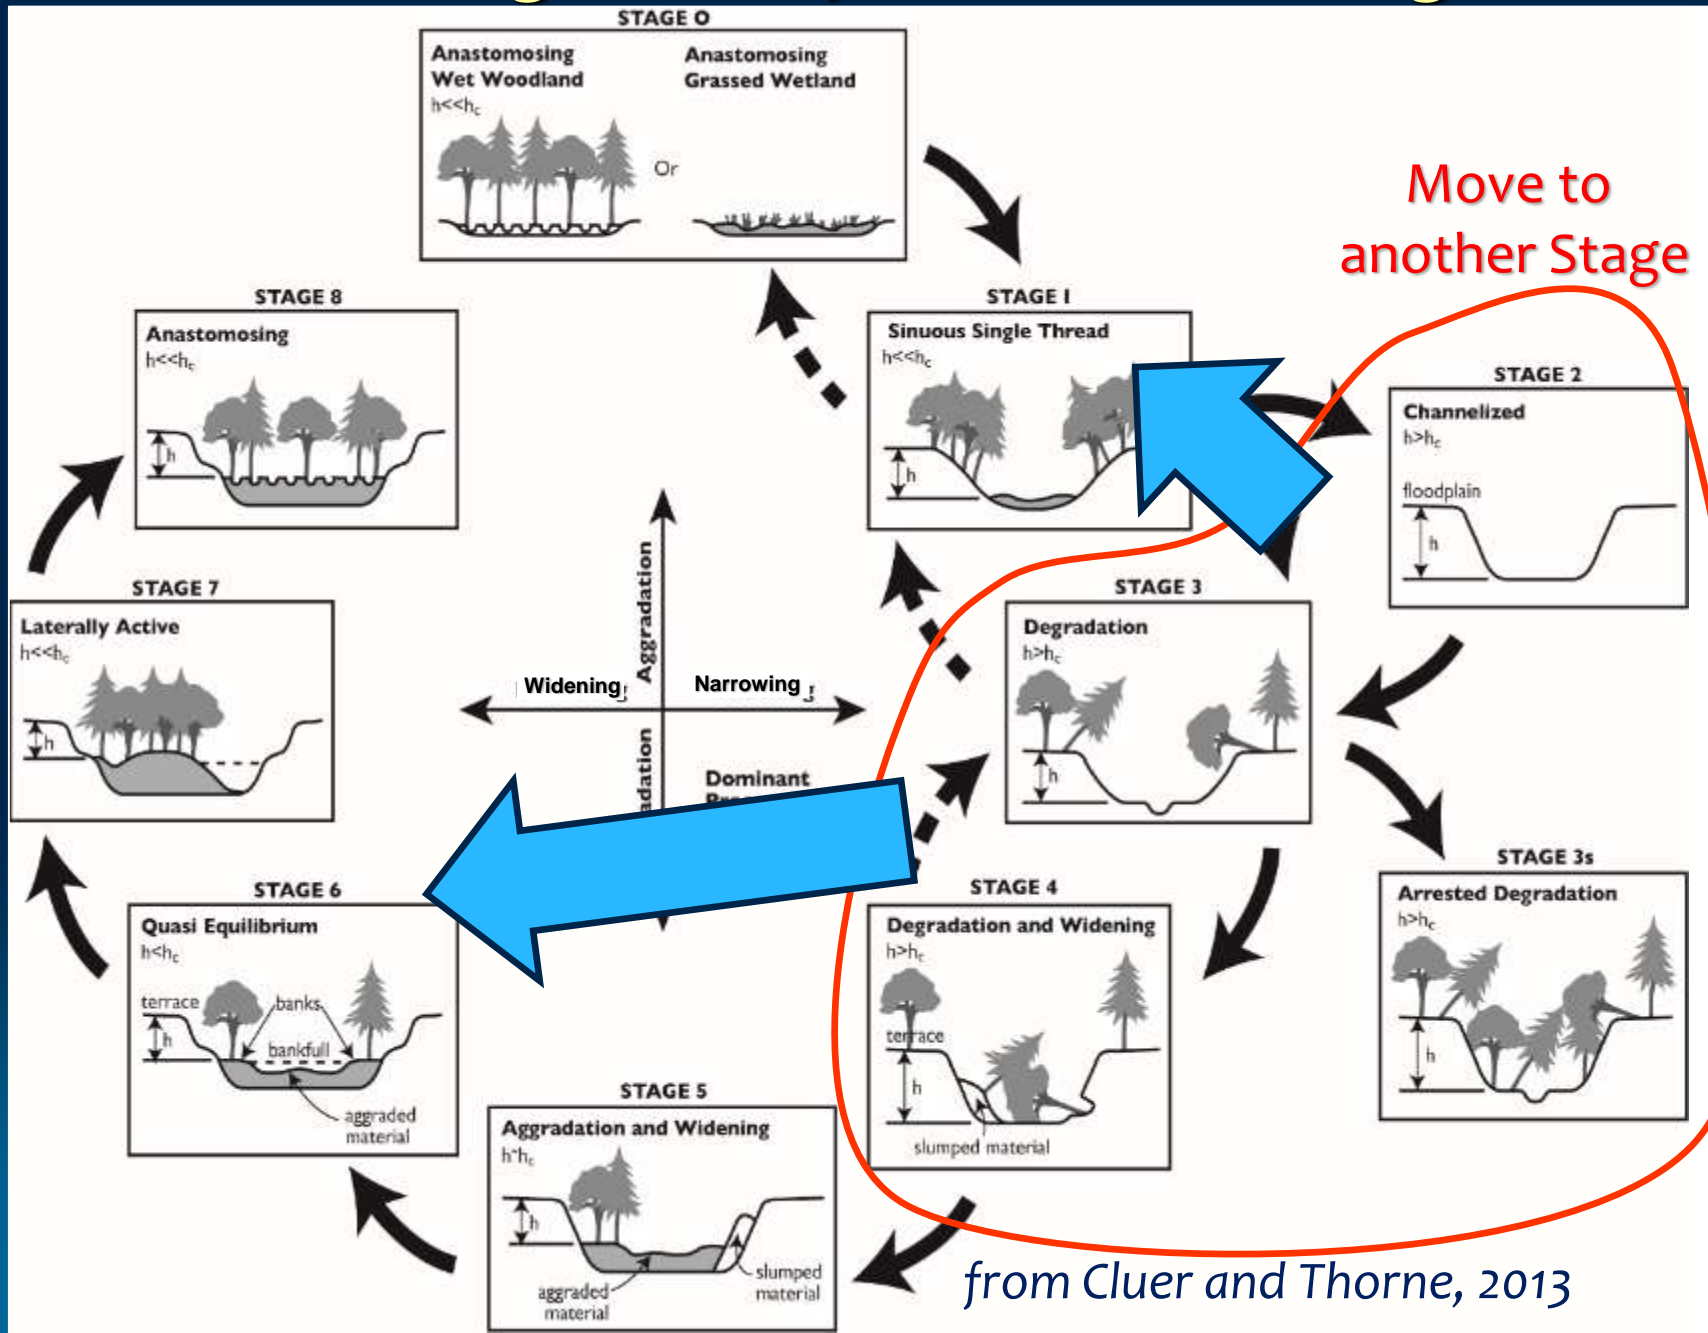 STAGE 0
Anastomosing
Wet Woodland
h<<hc
Anastomosing
Grassed Wetland
Or
Move to
another Stage
STAGE 8
Anastomosing
h<<hc
h
STAGE 1
Sinuous Single Thread
h<<hc
h
STAGE 2
Channelized
h>hc
floodplain
h
STAGE 7
Laterally Active
h<<hc
h
Aggradation
Widening
Narrowing
Dominant
STAGE 3
Degradation
h>hc
h
STAGE 3s
Arrested Degradation
h>hc
h
STAGE 6
Quasi Equilibrium
h<hc
terrace
banks
h
bankfull
aggraded
material
STAGE 4
Degradation and Widening
h>hc
terrace
h
slumped material
STAGE 5
Aggradation and Widening
h~hc
h
aggraded
material
slumped
material
from Cluer and Thorne, 2013